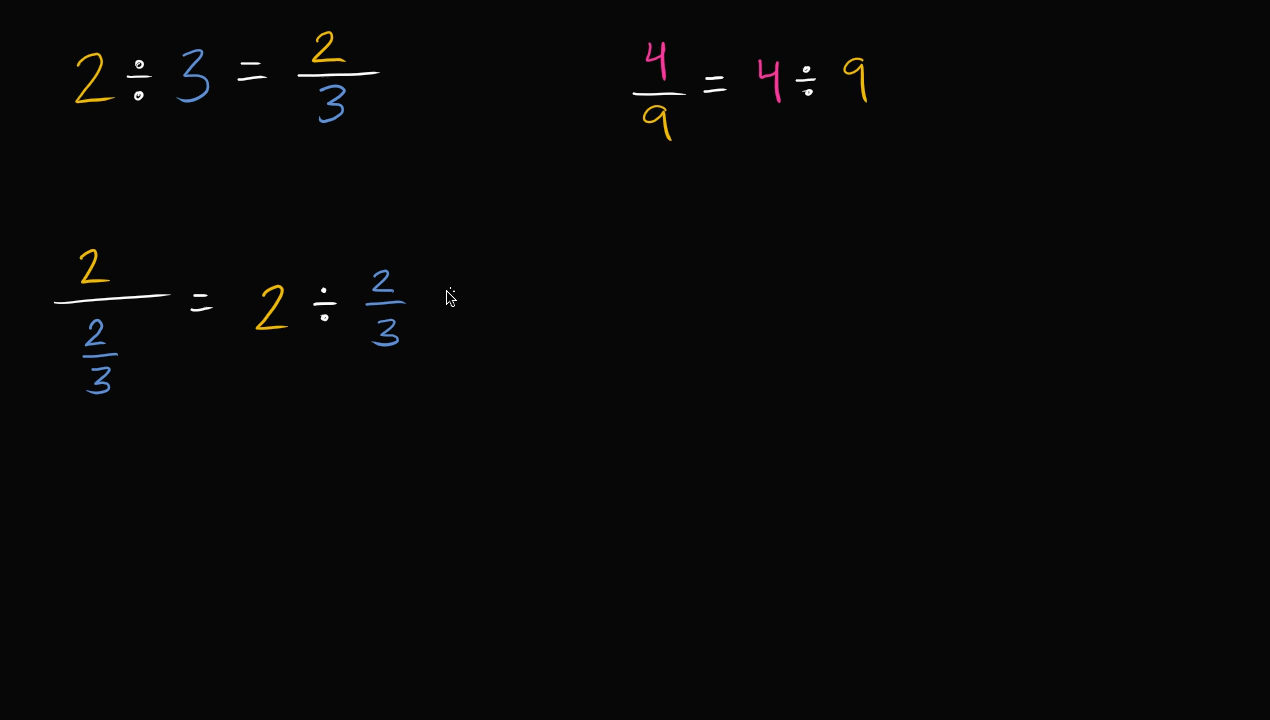 2 ÷ 3 = 2/3
4/9 = 4 ÷ 9
2/(2/3) = 2 ÷ 2/3